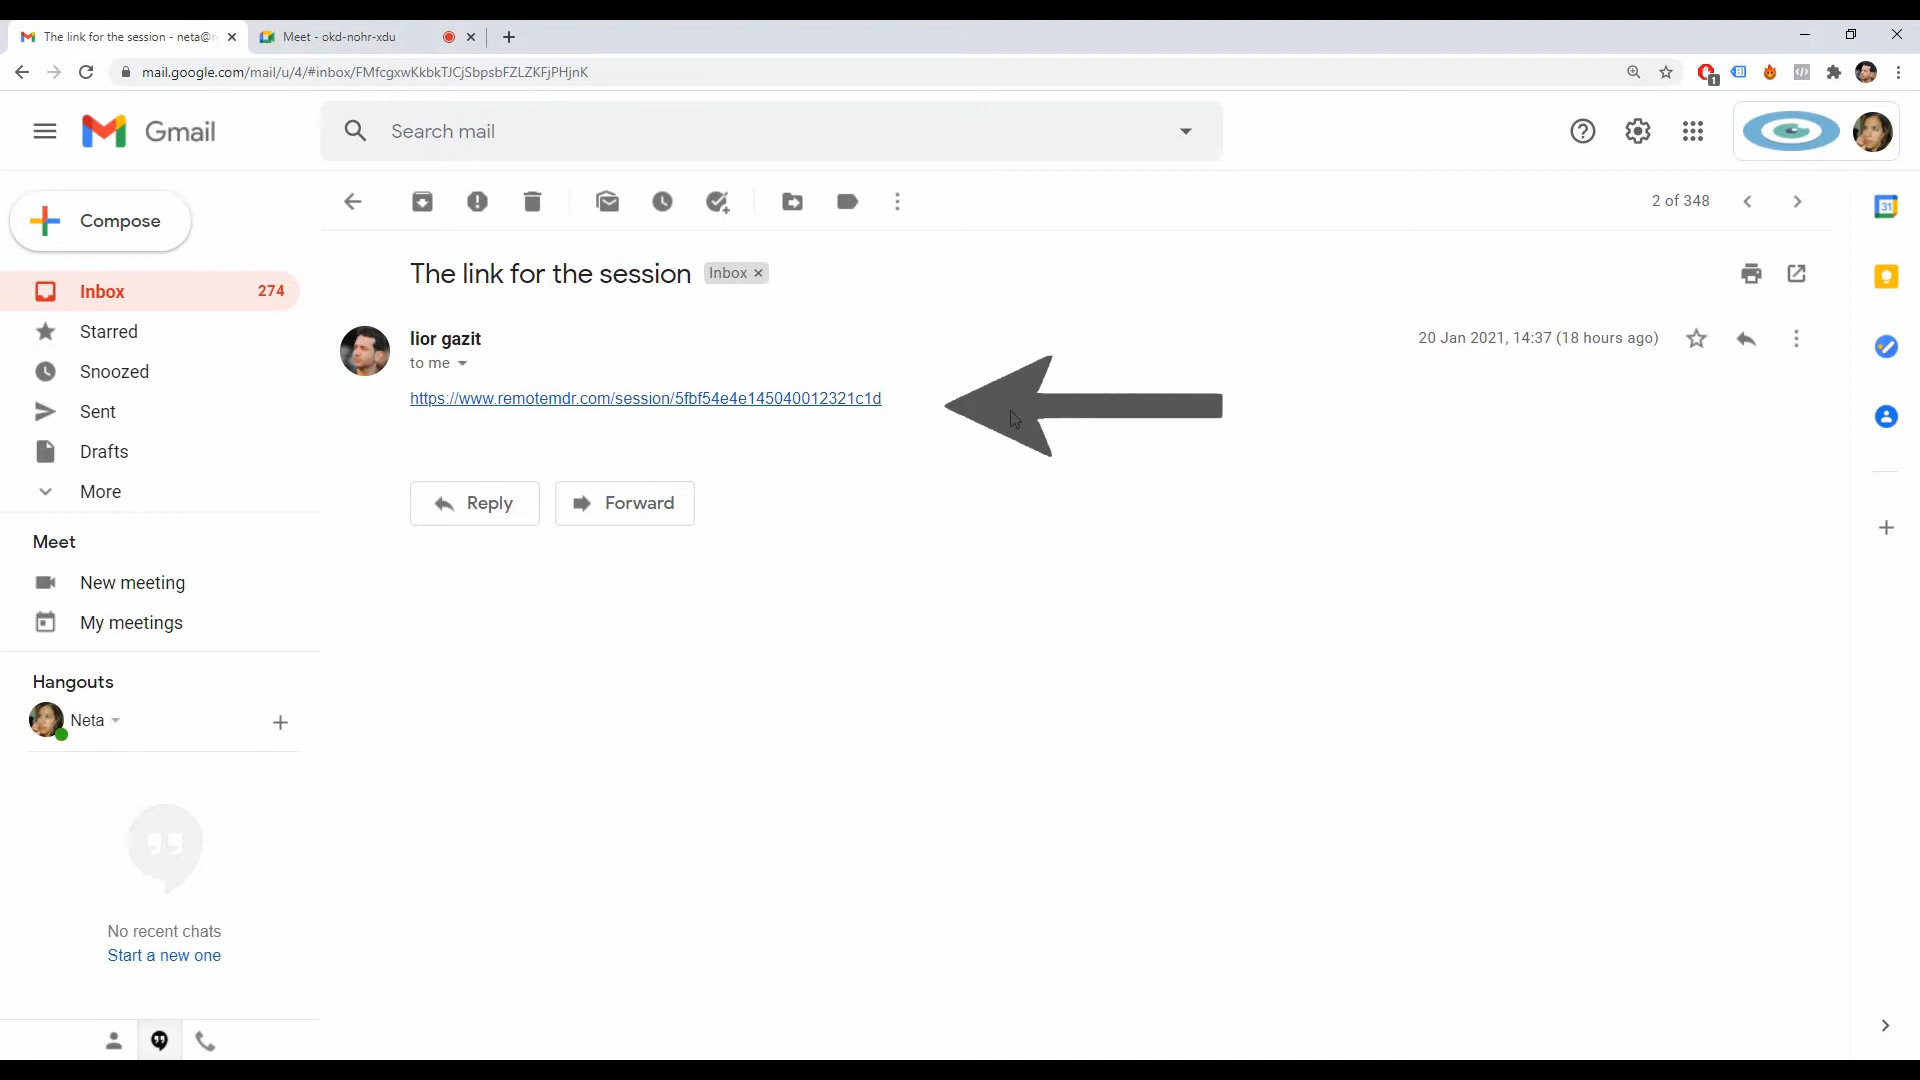 The link for the session - neta@r
Meet - okd-nohr-xdu
mail.google.com/mail/u/4/#inbox/FMfcgxwKkbkTJCjSbpsbFZLZKFjPHjnK
1
Gmail
Search mail
Compose
2 of 348
The link for the session
Inbox
Inbox 274
Starred
Snoozed
Sent
Drafts
More
lior gazit
20 Jan 2021, 14:37 (18 hours ago)
to me
https://www.remotemdr.com/session/5fbf54e4e145040012321c1d
Reply
Forward
Meet
New meeting
My meetings
Hangouts
Neta
No recent chats
Start a new one
31